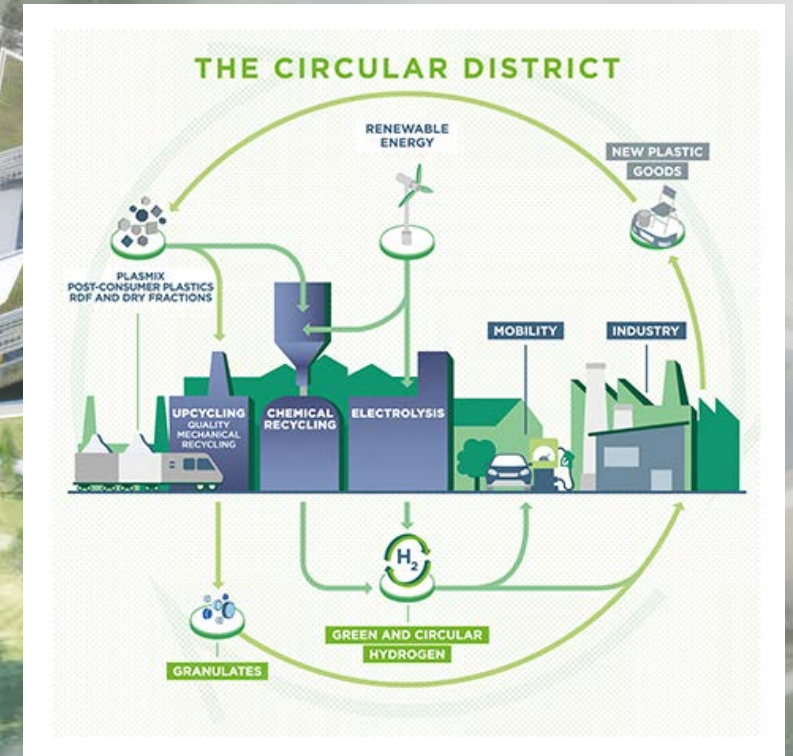 THE CIRCULAR DISTRICT
RENEWABLE
ENERGY
NEW PLASTIC
GOODS
PLASMIX
POST-CONSUMER PLASTICS
RDF AND DRY FRACTIONS
MOBILITY
INDUSTRY
UPCYCLING
QUALITY
MECHANICAL
RECYCLING
CHEMICAL
RECYCLING
ELECTROLYSIS
H2
GREEN AND CIRCULAR
HYDROGEN
GRANULATES